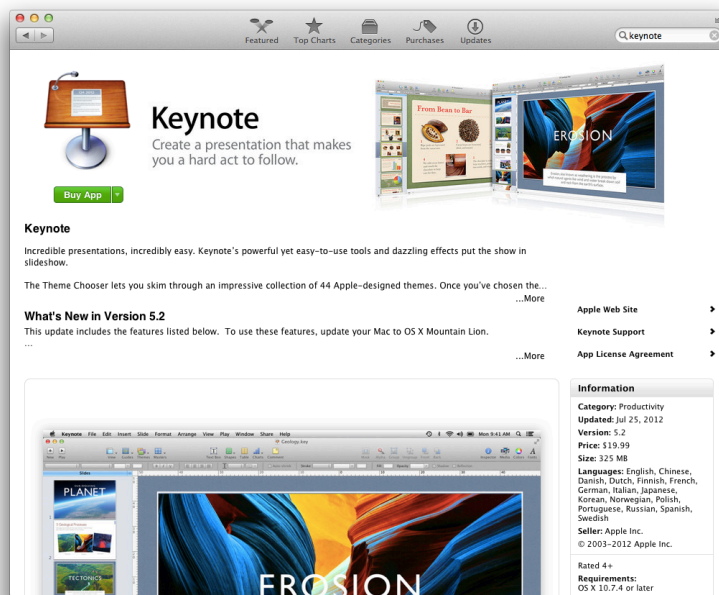 Featured
Top Charts
Categories
Purchases
Updates
keynote
Keynote
Create a presentation that makes
you a hard act to follow.
From Bean to Bar
EROSION
Buy App
Keynote
Incredible presentations, incredibly easy. Keynote's powerful yet easy-to-use tools and dazzling effects put the show in
slideshow.
The Theme Chooser lets you skim through an impressive collection of 44 Apple-designed themes. Once you've chosen the...
...More
What's New in Version 5.2
This update includes the features listed below. To use these features, update your Mac to OS X Mountain Lion.
...
...More
Apple Web Site
Keynote Support
App License Agreement
Keynote File Edit Insert Slide Format Arrange View Play Window Share Help
Mon 9:41 AM
Geology.key
Slides
PLANET
TECTONICS
EROSION
Information
Category: Productivity
Updated: Jul 25, 2012
Version: 5.2
Price: $19.99
Size: 325 MB
Languages: English, Chinese,
Danish, Dutch, Finnish, French,
German, Italian, Japanese,
Korean, Norwegian, Polish,
Portuguese, Russian, Spanish,
Swedish
Seller: Apple Inc.
© 2003-2012 Apple Inc.
Rated 4+
Requirements:
OS X 10.7.4 or later